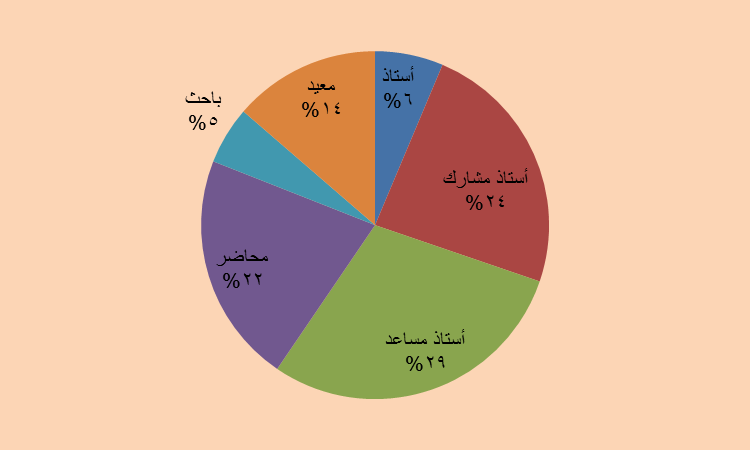 أستاذ
%٦
أستاذ مشارك
%٢٤
أستاذ مساعد
%٢٩
محاضر
%٢٢
باحث
%٥
معيد
%١٤